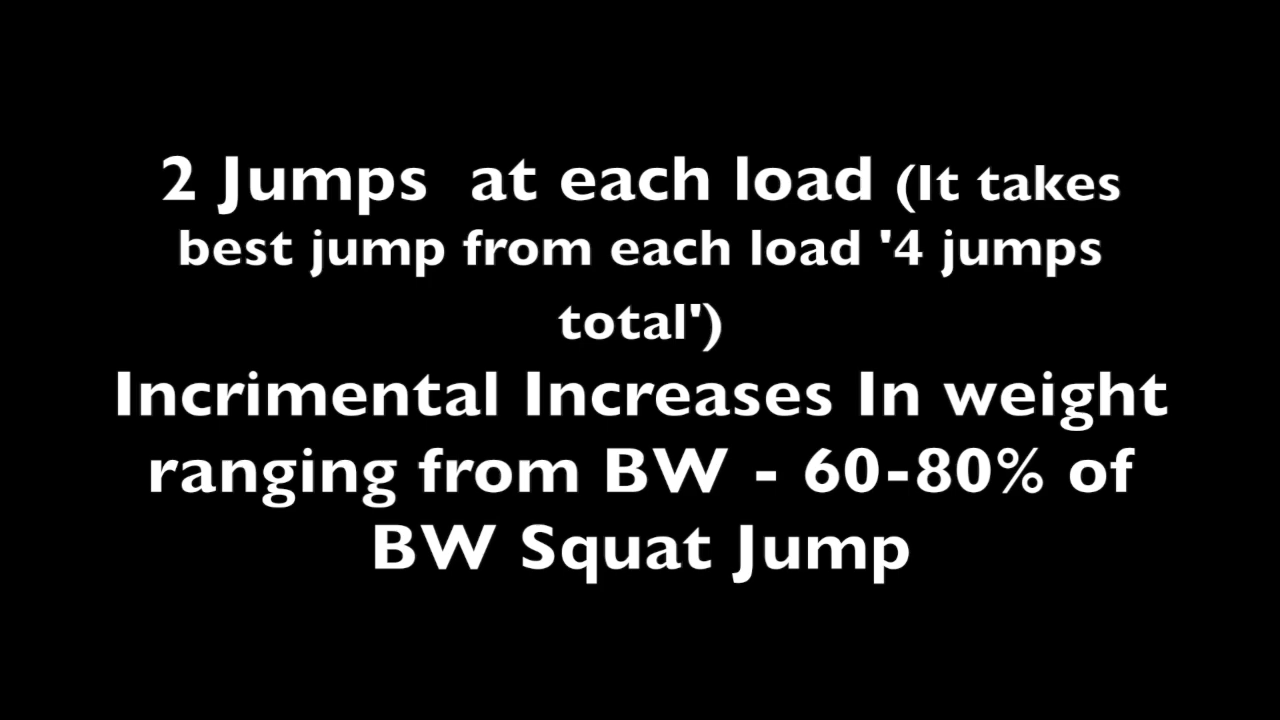 2 Jumps  at each load (It takes
best jump from each load '4 jumps
total')
Incrimental Increases In weight
ranging from BW - 60-80% of
BW Squat Jump